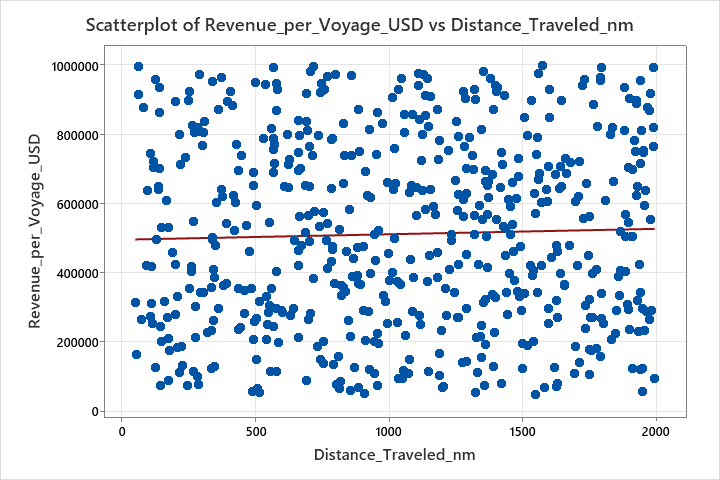 Scatterplot of Revenue_per_Voyage_USD vs Distance_Traveled_nm
Revenue_per_Voyage_USD
1000000
800000
600000
400000
200000
0
0 500 1000 1500 2000
Distance_Traveled_nm